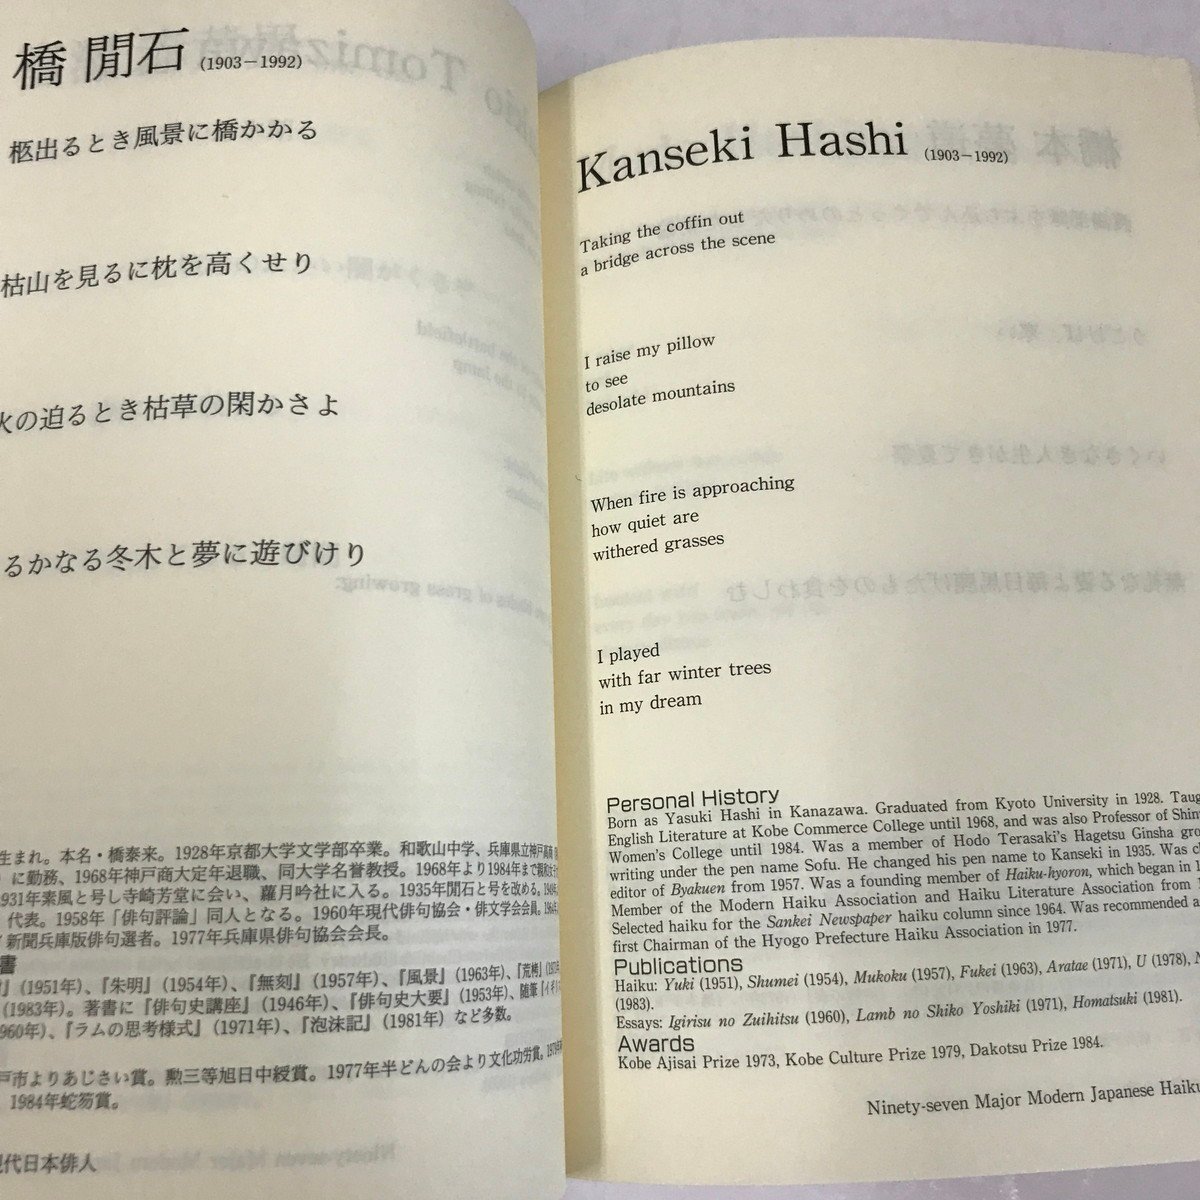 橋 閒石 (1903－1992)
柩出るとき風景に橋かかる
枯山を見るに枕を高くせり
火の迫るとき枯草の閑かさよ
るかなる冬木と夢に遊びけり
生まれ。本名・橋泰来。1928年京都大学文学部卒業。和歌山中学、兵庫県立神戸高商
に勤務、1968年神戸商大定年退職、同大学名誉教授。1968年より1984年まで
931年素風と号し寺崎芳堂に会い、蘿月吟社に入る。1935年閒石と号を改める。
代表。1958年「俳句評論」同人となる。1960年現代俳句協会・俳文学会会員。
新聞兵庫版俳句選者。1977年兵庫県俳句協会会長。
書
(1951年)、『朱明』(1954年)、『無刻』(1957年)、『風景』(1963年)、『荒栲』
(1983年)。著書に『俳句史講座』(1946年)、『俳句史大要』(1953年)、随筆『イギリ
960年)、『ラムの思考様式』(1971年)、『泡沫記』(1981年) など多数。
戸市よりあじさい賞。勲三等旭日中綬賞。1977年半どんの会より文化功労賞。
1984年蛇笏賞。
現代日本俳人
Kanseki Hashi (1903－1992)
Taking the coffin out
a bridge across the scene
I raise my pillow
to see
desolate mountains
When fire is approaching
how quiet are
withered grasses
I played
with far winter trees
in my dream
Personal History
Born as Yasuki Hashi in Kanazawa. Graduated from Kyoto University in 1928. Taug
English Literature at Kobe Commerce College until 1968, and was also Professor of Shin
Women's College until 1984. Was a member of Hodo Terasaki's Hagetsu Ginsha gro
writing under the pen name Sofu. He changed his pen name to Kanseki in 1935. Was c
editor of Byakuen from 1957. Was a founding member of Haiku-hyoron, which began in 1
Member of the Modern Haiku Association and Haiku Literature Association from
Selected haiku for the Sankei Newspaper haiku column since 1964. Was recommended a
first Chairman of the Hyogo Prefecture Haiku Association in 1977.
Publications
Haiku: Yuki (1951), Shumei (1954), Mukoku (1957), Fukei (1963), Aratae (1971), U (1978), N
(1983).
Essays: Igirisu no Zuihitsu (1960), Lamb no Shiko Yoshiki (1971), Homatsuki (1981).
Awards
Kobe Ajisai Prize 1973, Kobe Culture Prize 1979, Dakotsu Prize 1984.
Ninety-seven Major Modern Japanese Haiku